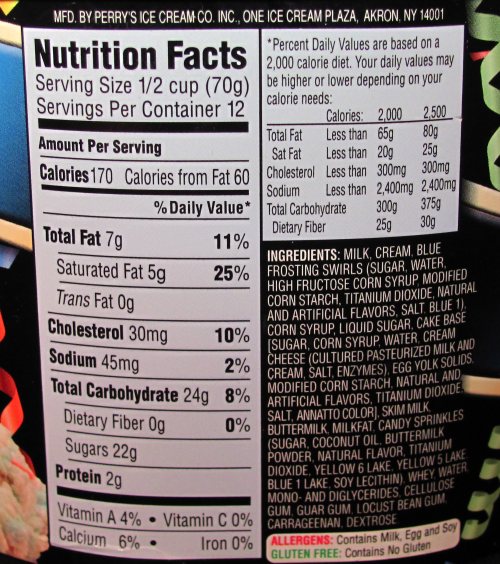 MFD. BY PERRY'S ICE CREAM CO. INC., ONE ICE CREAM PLAZA, AKRON, NY 14001
Nutrition Facts
Serving Size 1/2 cup (70g)
Servings Per Container 12
Amount Per Serving
Calories 170 Calories from Fat 60
% Daily Value*
Total Fat 7g 11%
Saturated Fat 5g 25%
Trans Fat 0g
Cholesterol 30mg 10%
Sodium 45mg 2%
Total Carbohydrate 24g 8%
Dietary Fiber 0g 0%
Sugars 22g
Protein 2g
Vitamin A 4% • Vitamin C 0%
Calcium 6% • Iron 0%
*Percent Daily Values are based on a
2,000 calorie diet. Your daily values may
be higher or lower depending on your
calorie needs:
Calories: 2,000 2,500
Total Fat Less than 65g 80g
Sat Fat Less than 20g 25g
Cholesterol Less than 300mg 300mg
Sodium Less than 2,400mg 2,400mg
Total Carbohydrate 300g 375g
Dietary Fiber 25g 30g
INGREDIENTS: MILK, CREAM, BLUE
FROSTING SWIRLS (SUGAR, WATER,
HIGH FRUCTOSE CORN SYRUP, MODIFIED
CORN STARCH, TITANIUM DIOXIDE, NATURAL
AND ARTIFICIAL FLAVORS, SALT, BLUE 1),
CORN SYRUP, LIQUID SUGAR, CAKE BASE
[SUGAR, CORN SYRUP, WATER, CREAM
CHEESE (CULTURED PASTEURIZED MILK AND
CREAM, SALT, ENZYMES), EGG YOLK SOLIDS,
MODIFIED CORN STARCH, NATURAL AND
ARTIFICIAL FLAVORS, TITANIUM DIOXIDE,
SALT, ANNATTO COLOR], SKIM MILK,
BUTTERMILK, MILKFAT, CANDY SPRINKLES
(SUGAR, COCONUT OIL, BUTTERMILK
POWDER, NATURAL FLAVOR, TITANIUM
DIOXIDE, YELLOW 6 LAKE, YELLOW 5 LAKE,
BLUE 1 LAKE, SOY LECITHIN), WHEY, WATER,
MONO- AND DIGLYCERIDES, CELLULOSE
GUM, GUAR GUM, LOCUST BEAN GUM,
CARRAGEENAN, DEXTROSE
ALLERGENS: Contains Milk, Egg and Soy
GLUTEN FREE: Contains No Gluten